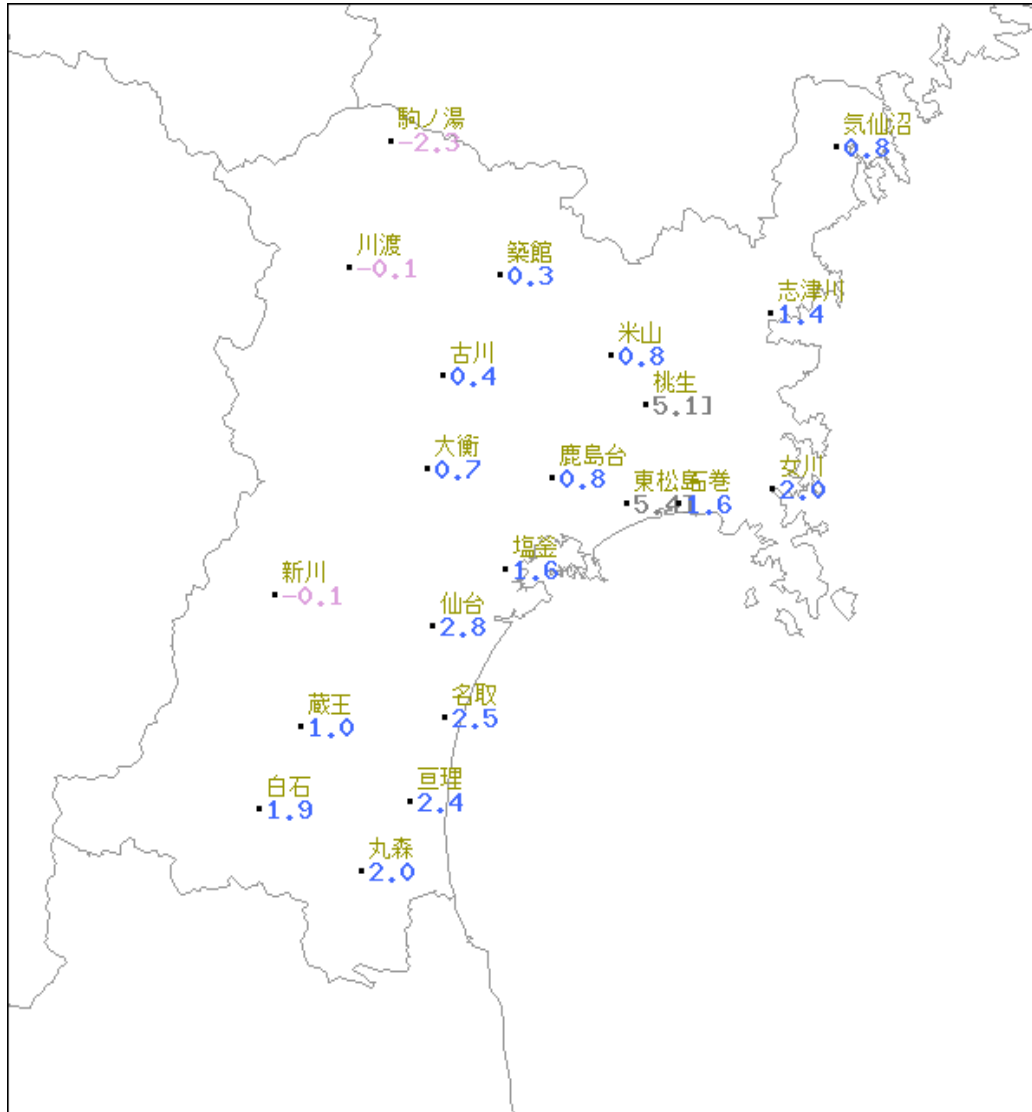 駒ノ湯
-2.3
気仙沼
0.8
川渡
-0.1
築館
0.3
志津川
1.4
米山
0.8
古川
0.4
桃生
5.1]
大衡
0.7
鹿島台
0.8
女川
2.0
東松島
5.4]
石巻
1.6
塩釜
1.6
新川
-0.1
仙台
2.8
名取
2.5
蔵王
1.0
亘理
2.4
白石
1.9
丸森
2.0